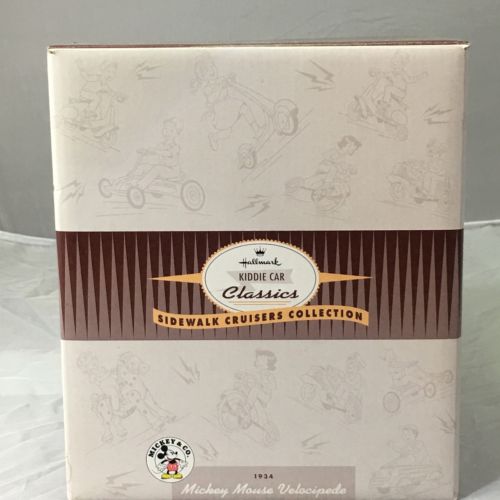 Hallmark
KIDDIE CAR
Classics
SIDEWALK CRUISERS COLLECTION
MICKEY & CO.
1934
Mickey Mouse Velocipede